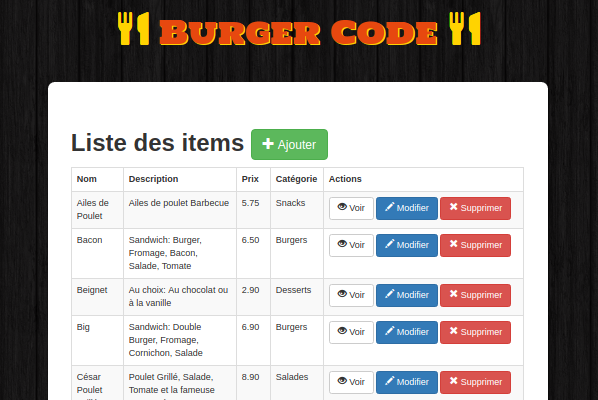 BURGER CODE
Liste des items Ajouter
Nom Description Prix Catégorie Actions
Ailes de Poulet Ailes de poulet Barbecue 5.75 Snacks Voir Modifier Supprimer
Bacon Sandwich: Burger, Fromage, Bacon, Salade, Tomate 6.50 Burgers Voir Modifier Supprimer
Beignet Au choix: Au chocolat ou à la vanille 2.90 Desserts Voir Modifier Supprimer
Big Sandwich: Double Burger, Fromage, Cornichon, Salade 6.90 Burgers Voir Modifier Supprimer
César Poulet Poulet Grillé, Salade, Tomate et la fameuse 8.90 Salades Voir Modifier Supprimer